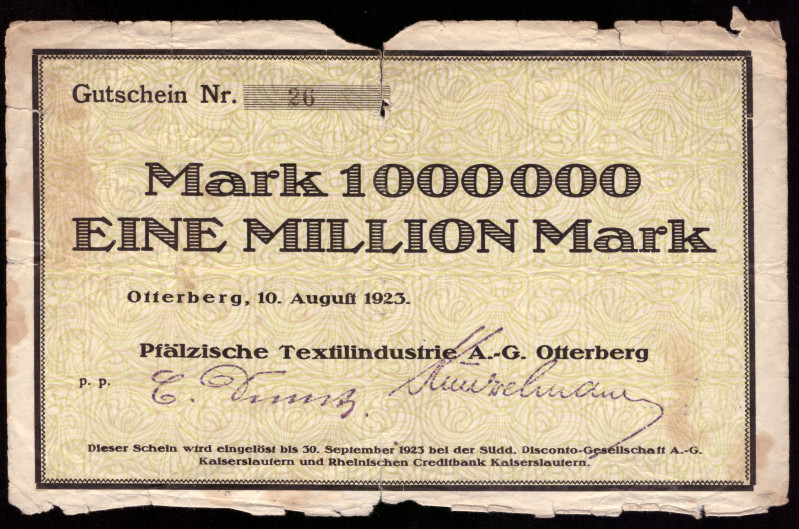 Gutschein Nr. 26
Mark 1000000
EINE MILLION Mark
Otterberg, 10. August 1923.
Pfälzische Textilindustrie A.-G. Otterberg
p. p.
Dieser Schein wird eingelöst bis 30. September 1923 bei der Südd. Disconto-Gesellschaft A.-G.
Kaiserslautern und Rheinischen Creditbank Kaiserslautern.